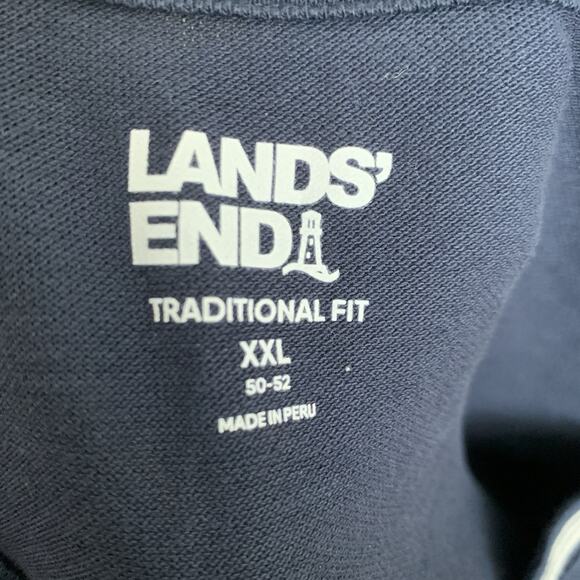 LANDS'
END
TRADITIONAL FIT
XXL
50-52
MADE IN PERU